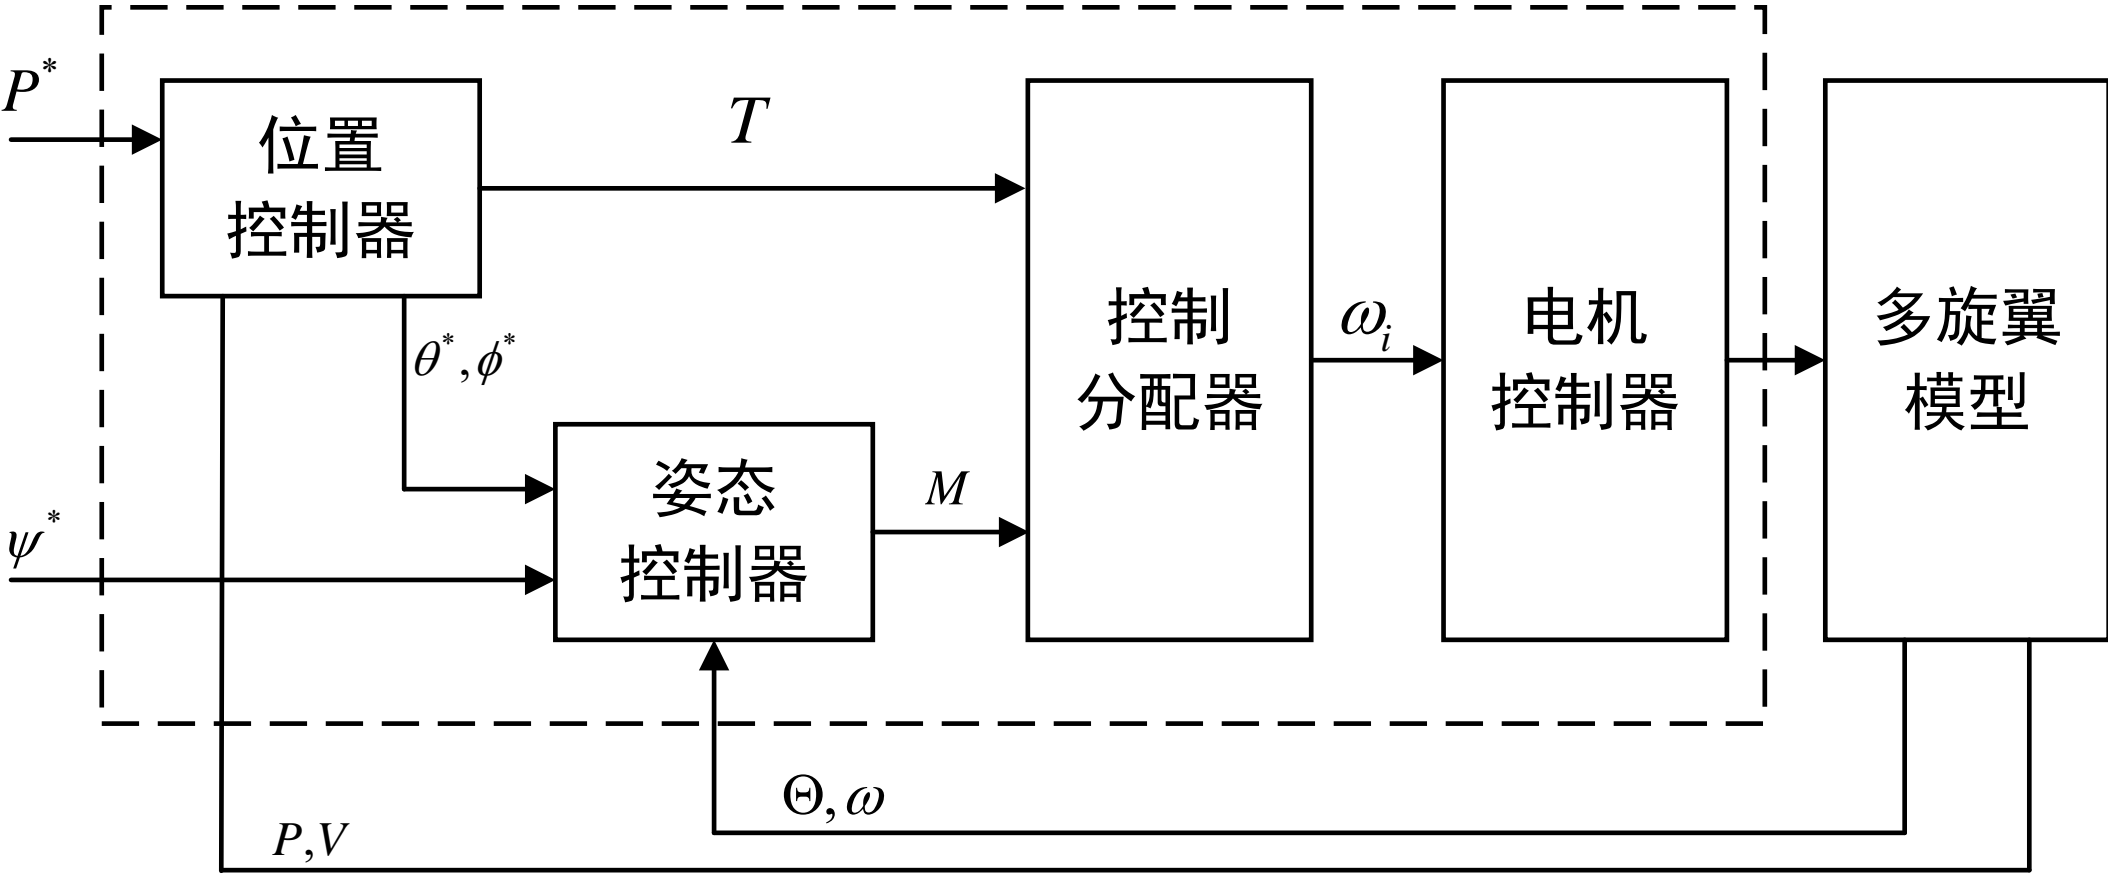 P*
位置
控制器
T
θ*,ϕ*
控制
分配器
ω_i
电机
控制器
多旋翼
模型
ψ*
姿态
控制器
M
Θ,ω
P,V